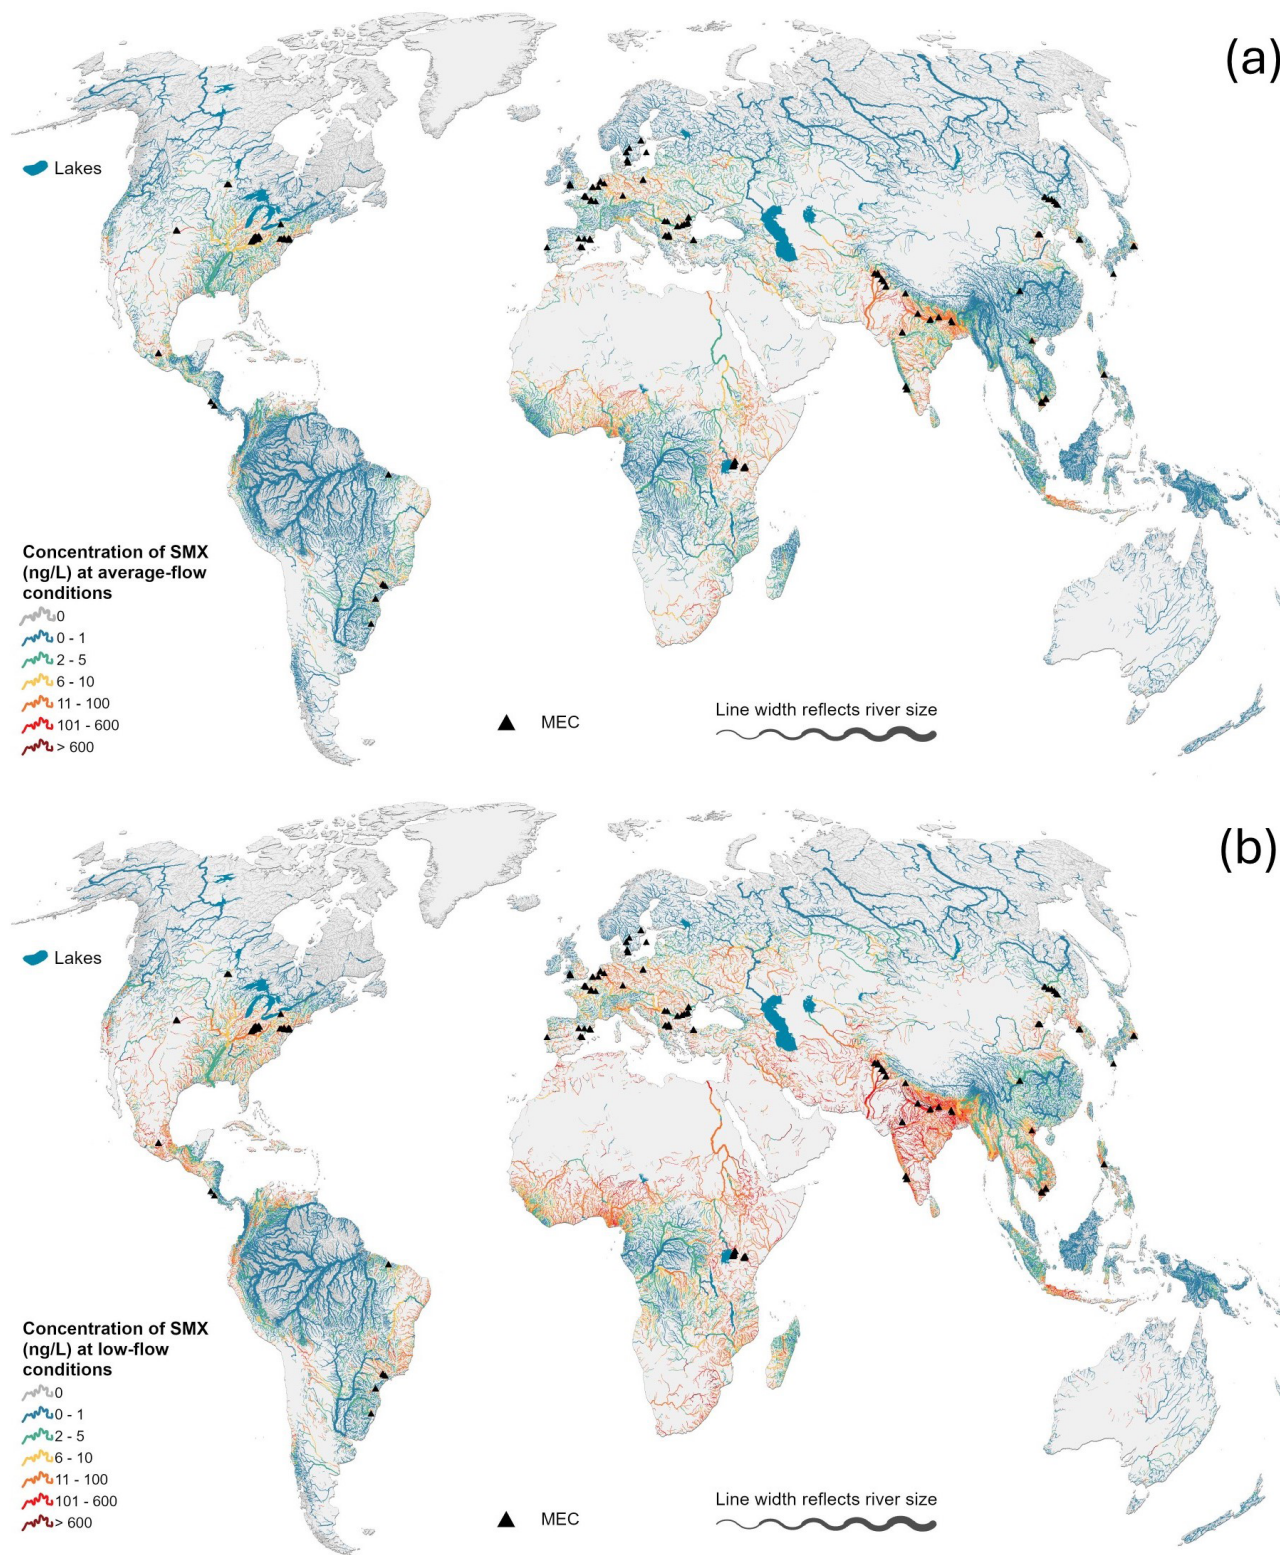 (a)
Lakes
Concentration of SMX
(ng/L) at average-flow
conditions
0
0 - 1
2 - 5
6 - 10
11 - 100
101 - 600
> 600
MEC
Line width reflects river size
(b)
Lakes
Concentration of SMX
(ng/L) at low-flow
conditions
0
0 - 1
2 - 5
6 - 10
11 - 100
101 - 600
> 600
MEC
Line width reflects river size